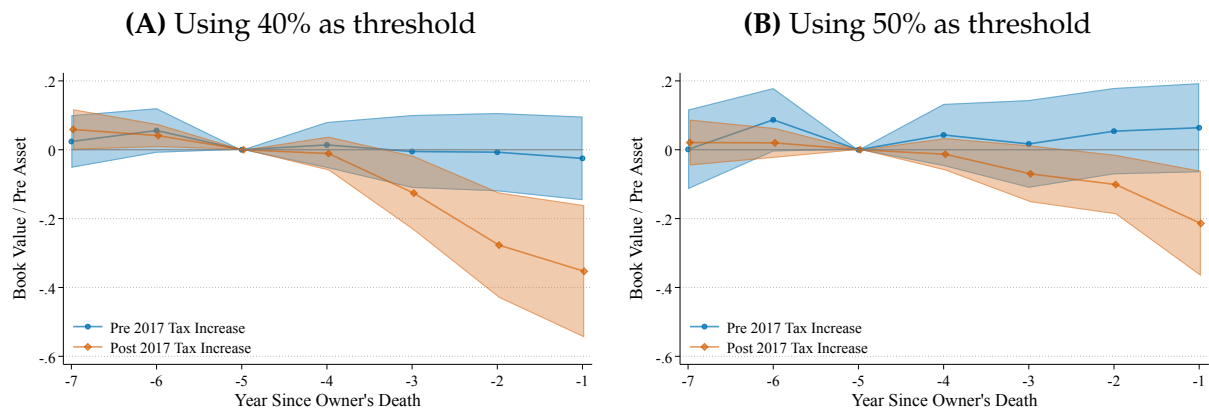 (A) Using 40% as threshold
.2
0
-.2
-.4
-.6
Book Value / Pre Asset
Pre 2017 Tax Increase
Post 2017 Tax Increase
-7 -6 -5 -4 -3 -2 -1
Year Since Owner's Death
(B) Using 50% as threshold
.2
0
-.2
-.4
-.6
Book Value / Pre Asset
Pre 2017 Tax Increase
Post 2017 Tax Increase
-7 -6 -5 -4 -3 -2 -1
Year Since Owner's Death